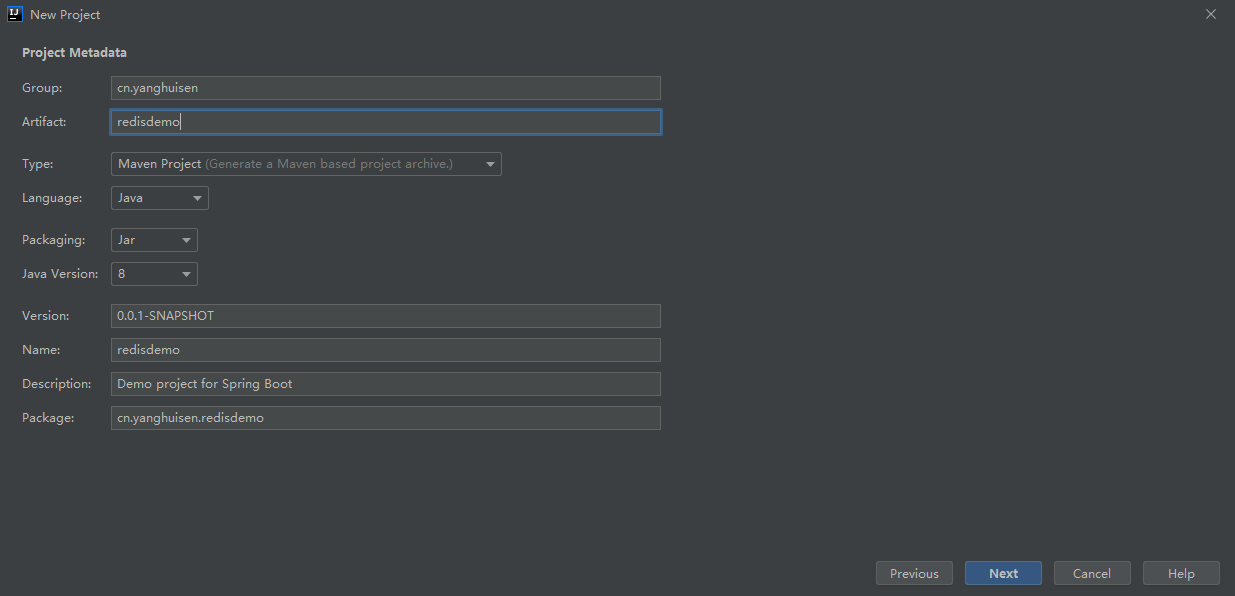 IJ New Project
Project Metadata
Group: cn.yanghuisen
Artifact: redisdemo
Type: Maven Project (Generate a Maven based project archive.)
Language: Java
Packaging: Jar
Java Version: 8
Version: 0.0.1-SNAPSHOT
Name: redisdemo
Description: Demo project for Spring Boot
Package: cn.yanghuisen.redisdemo
Previous Next Cancel Help